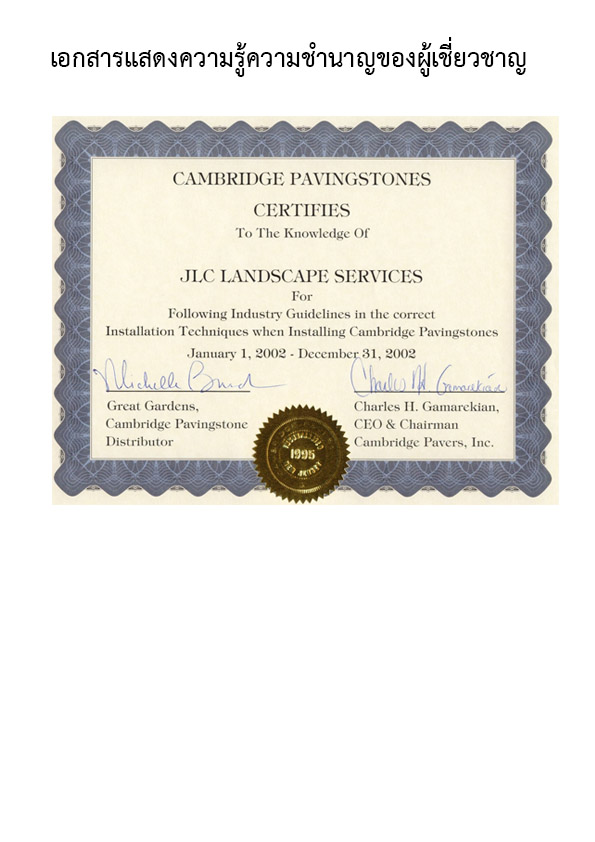 เอกสารแสดงความรู้ความชำนาญของผู้เชี่ยวชาญ
CAMBRIDGE PAVINGSTONES
CERTIFIES
To The Knowledge Of
JLC LANDSCAPE SERVICES
For
Following Industry Guidelines in the correct
Installation Techniques when Installing Cambridge Pavingstones
January 1, 2002 - December 31, 2002
Michelle
Charles H. Gamarekian
Great Gardens,
Cambridge Pavingstone
Distributor
Charles H. Gamarekian,
CEO & Chairman
Cambridge Pavers, Inc.
1995